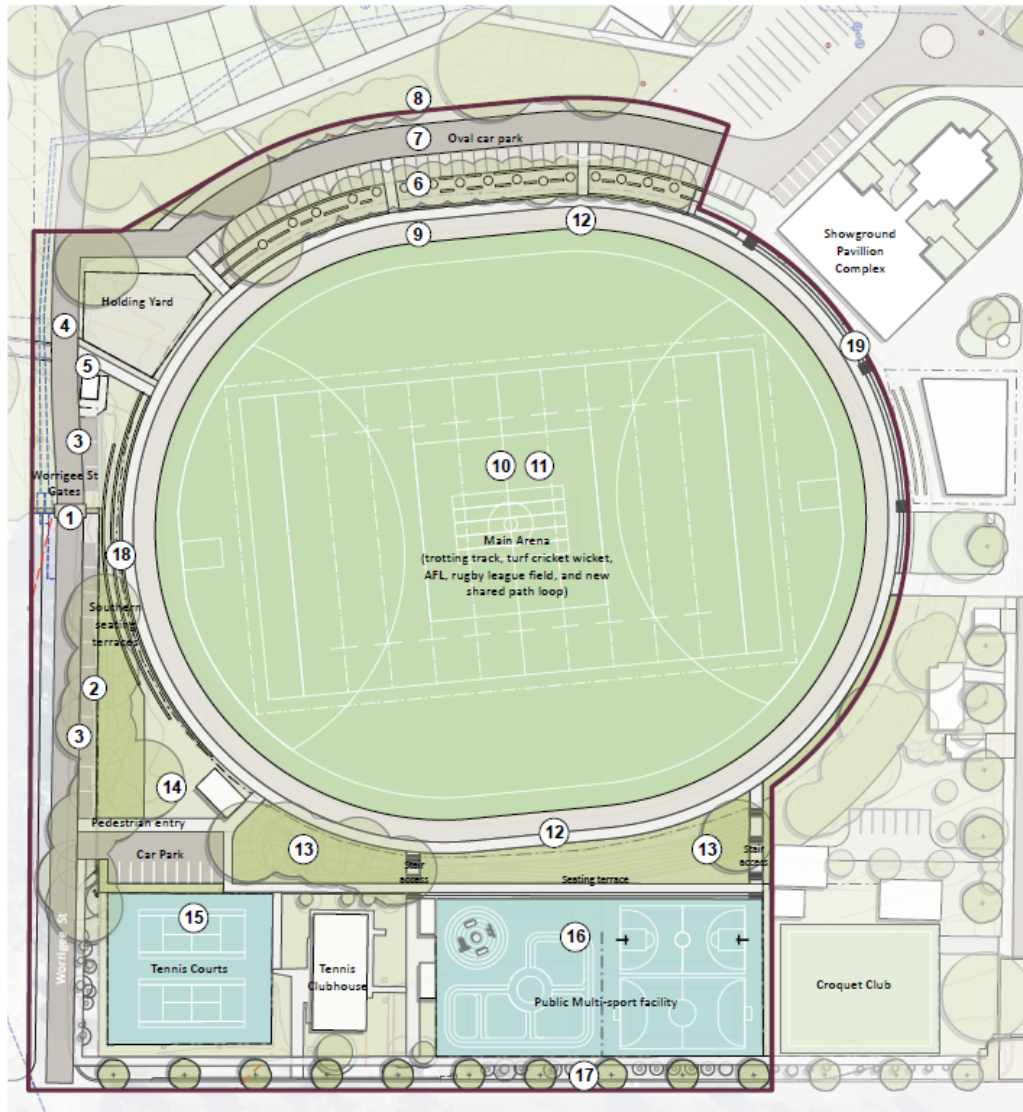 8
7
Oval car park
6
12
9
Showground
Pavillion
Complex
Holding Yard
4
19
5
3
10
11
Worrigee St
Gates
1
Main Arena
(trotting track, turf cricket wicket,
AFL, rugby league field, and new
shared path loop)
18
Southern
seating
terraces
2
3
14
Pedestrian entry
12
Car Park
13
13
Stair
access
Stair
access
Seating terrace
15
16
Worrigee St
Tennis Courts
Tennis
Clubhouse
Public Multi-sport facility
Croquet Club
17